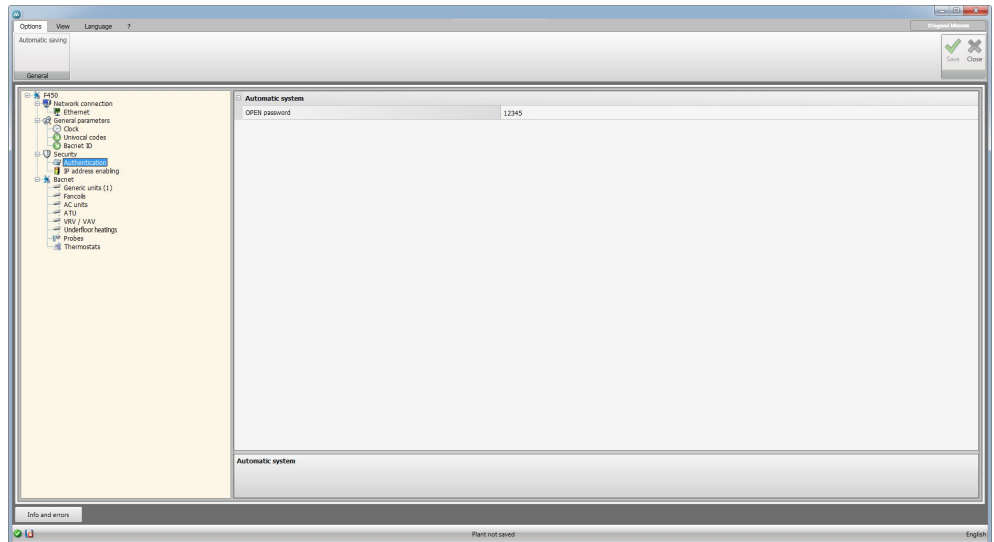 Options View Language ?
Automatic saving
General
Save Close
F450
Network connection
Ethernet
General parameters
Clock
Univocal codes
Bacnet ID
Security
Authentication
IP address enabling
Bacnet
Generic units (1)
Fancoils
AC units
ATU
VRV / VAV
Underfloor heatings
Probes
Thermostats
Automatic system
OPEN password 12345
Automatic system
Info and errors
Plant not saved English